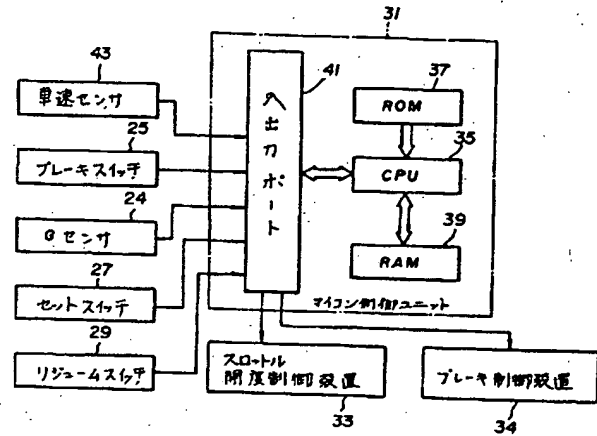 31
43
車速センサ
25
ブレーキスイッチ
24
Gセンサ
27
セットスイッチ
29
リジュームスイッチ
41
入出力ポート
37
ROM
35
CPU
39
RAM
マイコン制御ユニット
スロットル
開度制御装置
33
ブレーキ制御装置
34